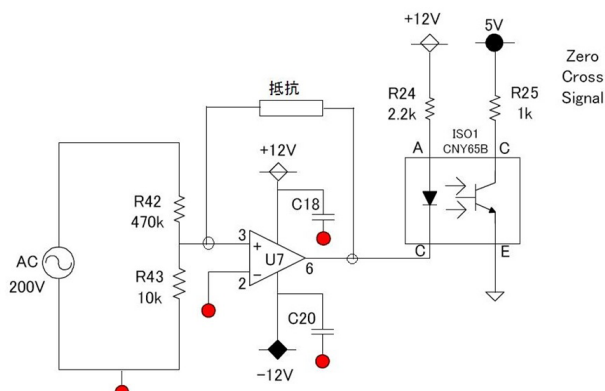 +12V
5V
Zero
Cross
Signal
抵抗
R24
2.2k
R25
1k
ISO1
CNY65B
A
C
+12V
C18
R42
470k
3
+
U7
6
−
2
C
E
AC
200V
R43
10k
C20
−12V